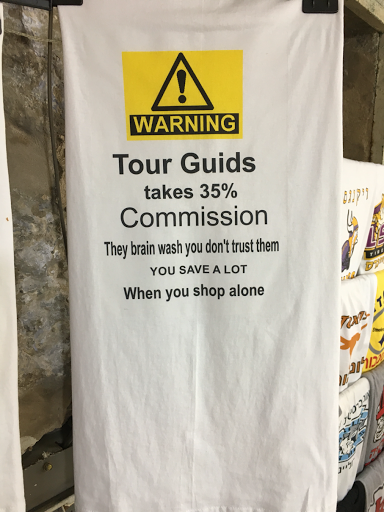 WARNING
Tour Guids
takes 35%
Commission
They brain wash you don't trust them
YOU SAVE A LOT
When you shop alone